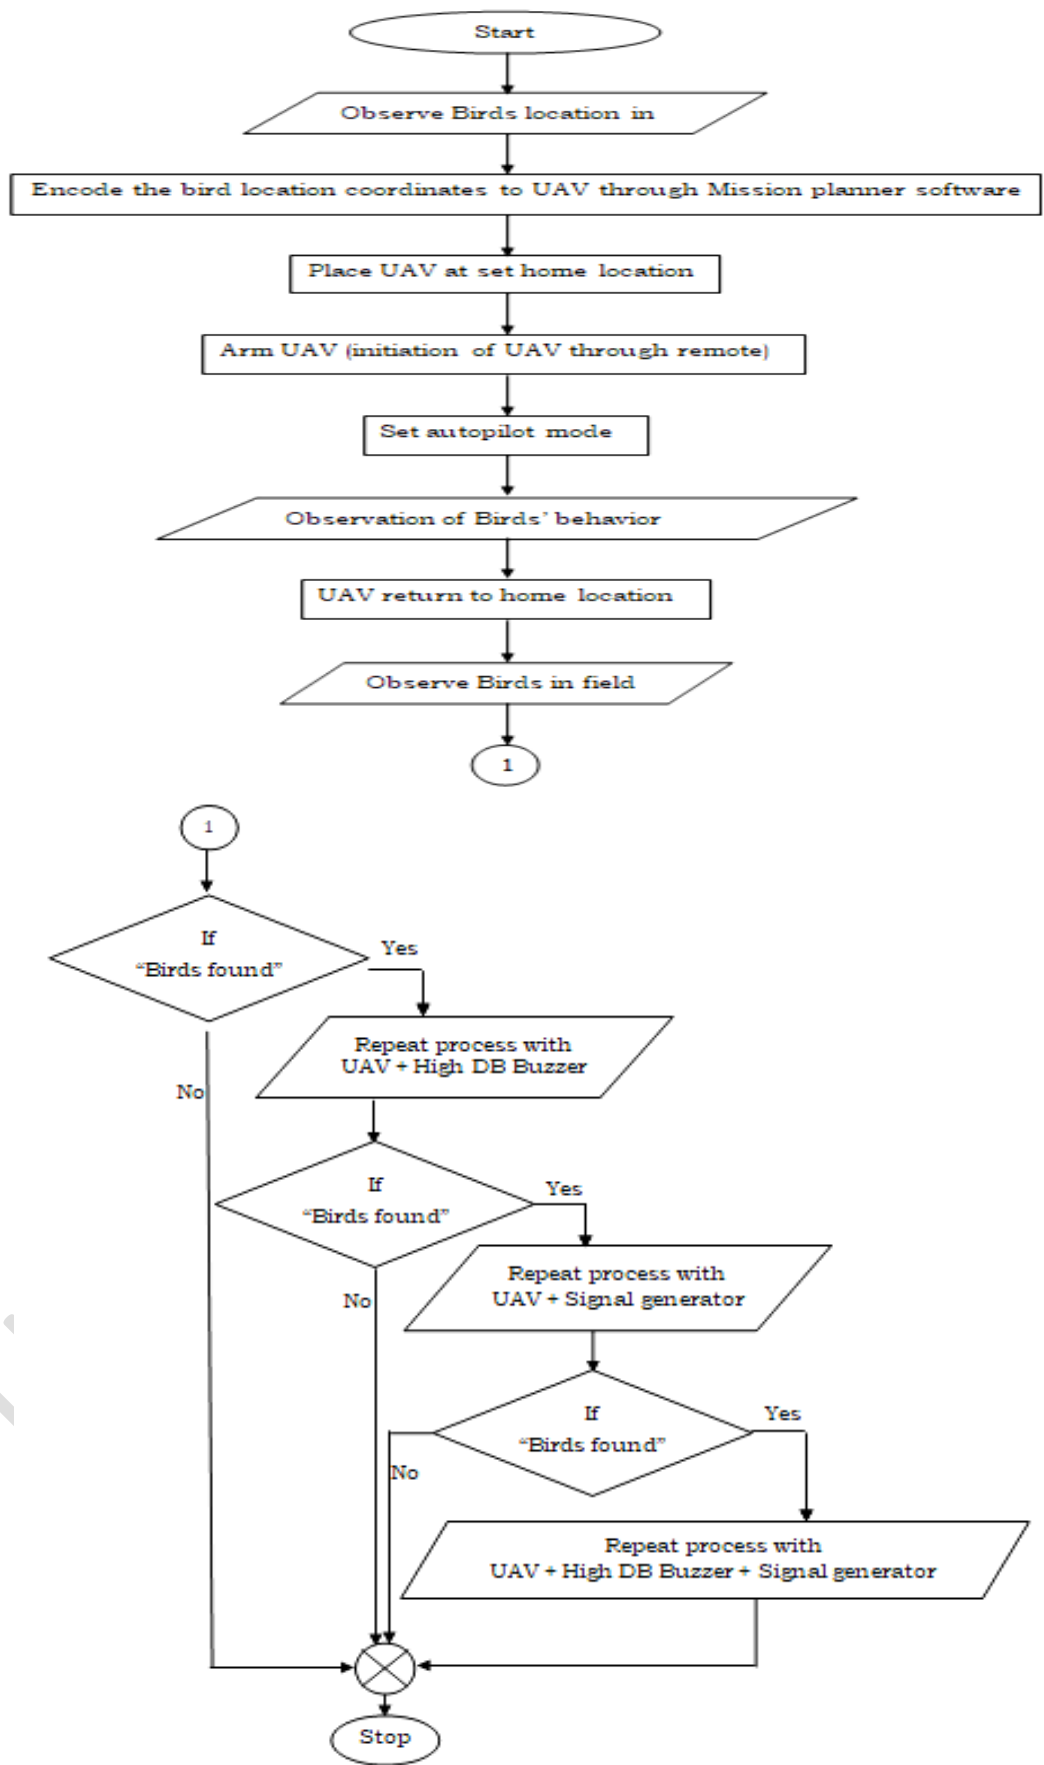 Start
Observe Birds location in
Encode the bird location coordinates to UAV through Mission planner software
Place UAV at set home location
Arm UAV (initiation of UAV through remote)
Set autopilot mode
Observation of Birds’ behavior
UAV return to home location
Observe Birds in field
1
1
If
“Birds found”
Yes
Repeat process with
UAV + High DB Buzzer
No
If
“Birds found”
Yes
Repeat process with
UAV + Signal generator
No
If
“Birds found”
Yes
No
Repeat process with
UAV + High DB Buzzer + Signal generator
Stop